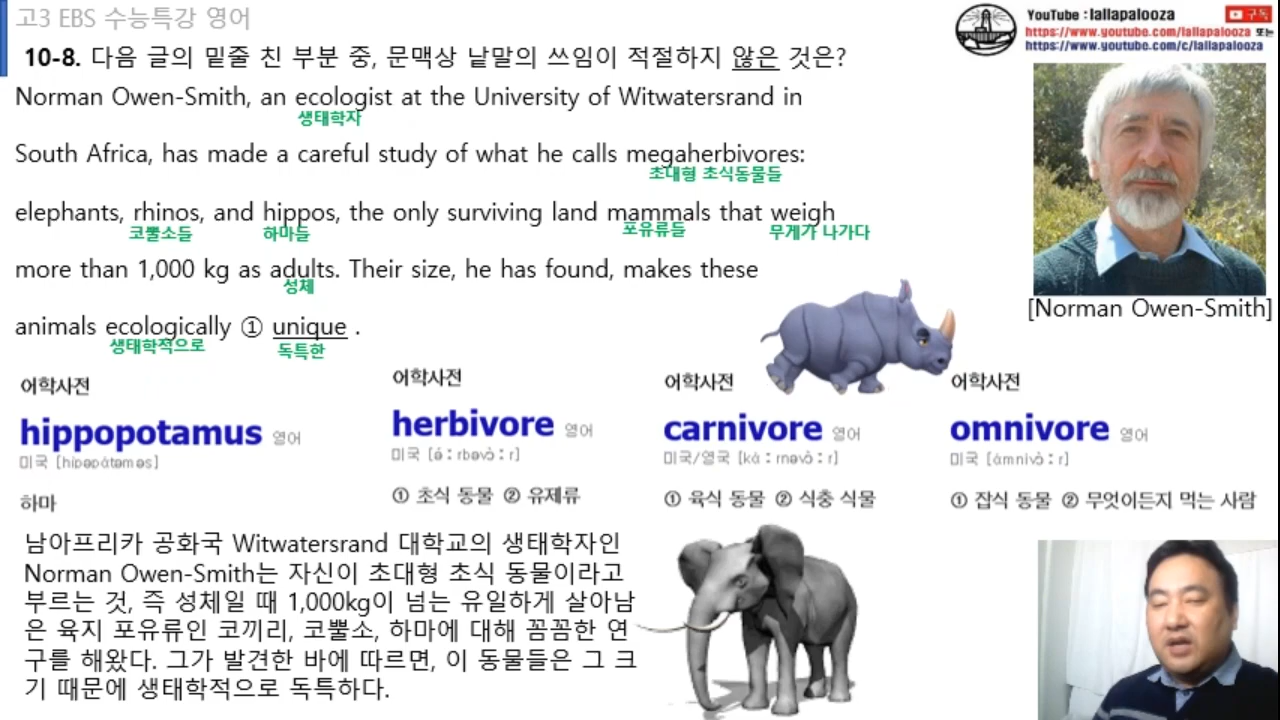 고3 EBS 수능특강 영어
YouTube : lallapalooza
구독
https://www.youtube.com/lallapalooza 또는
https://www.youtube.com/c/lallapalooza
10-8. 다음 글의 밑줄 친 부분 중, 문맥상 낱말의 쓰임이 적절하지 않은 것은?
Norman Owen-Smith, an ecologist at the University of Witwatersrand in
생태학자
South Africa, has made a careful study of what he calls megaherbivores:
초대형 초식동물들
elephants, rhinos, and hippos, the only surviving land mammals that weigh
코뿔소들 하마들 포유류들 무게가 나가다
more than 1,000 kg as adults. Their size, he has found, makes these
성체
[Norman Owen-Smith]
animals ecologically ① unique .
생태학적으로 독특한
어학사전
hippopotamus 영어
미국 [hìpəpάtəməs]
하마
어학사전
herbivore 영어
미국 [ə́ːrbəvɔ̀ːr]
① 초식 동물 ② 유제류
어학사전
carnivore 영어
미국/영국 [kάːrnəvɔ̀ːr]
① 육식 동물 ② 식충 식물
어학사전
omnivore 영어
미국 [άmnivɔ̀ːr]
① 잡식 동물 ② 무엇이든지 먹는 사람
남아프리카 공화국 Witwatersrand 대학교의 생태학자인
Norman Owen-Smith는 자신이 초대형 초식 동물이라고
부르는 것, 즉 성체일 때 1,000kg이 넘는 유일하게 살아남
은 육지 포유류인 코끼리, 코뿔소, 하마에 대해 꼼꼼한 연
구를 해왔다. 그가 발견한 바에 따르면, 이 동물들은 그 크
기 때문에 생태학적으로 독특하다.